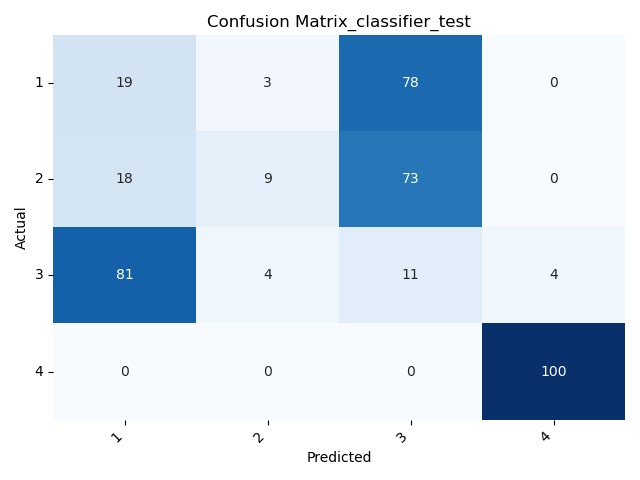 Confusion Matrix_classifier_test
Actual
1 19 3 78 0
2 18 9 73 0
3 81 4 11 4
4 0 0 0 100
1 2 3 4
Predicted